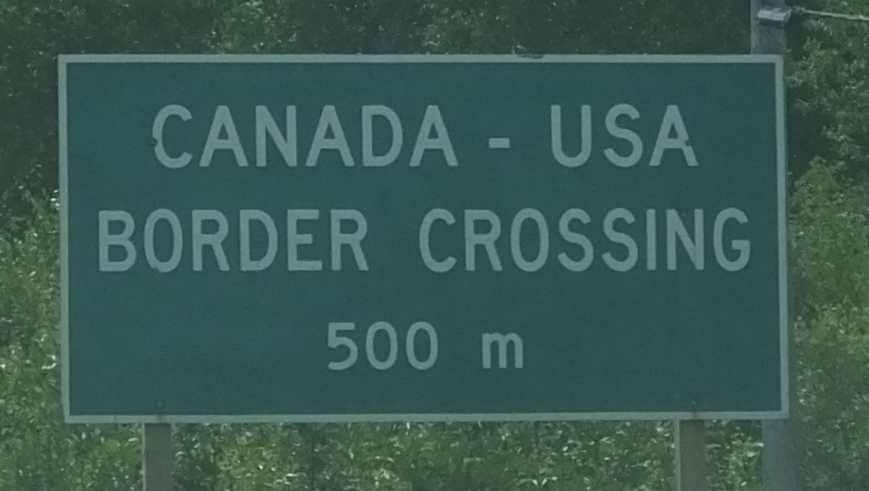 CANADA - USA
BORDER CROSSING
500 m